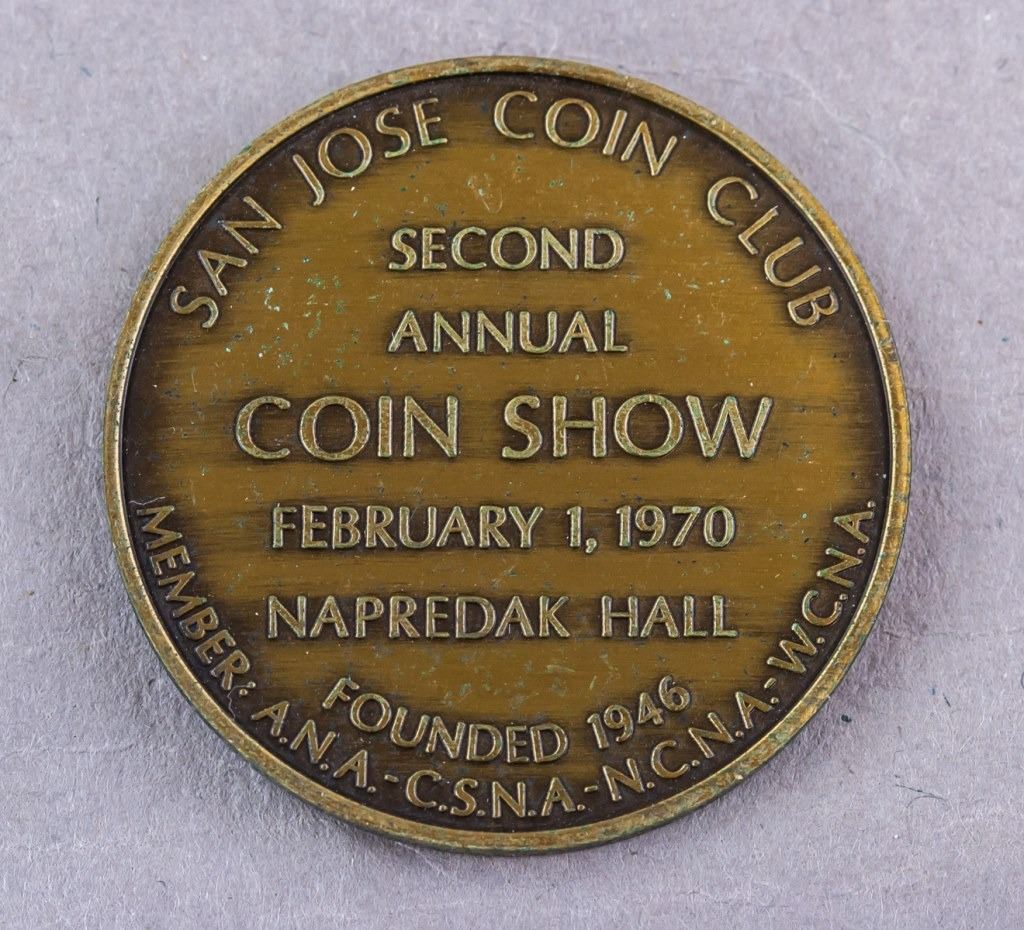 SAN JOSE COIN CLUB
SECOND
ANNUAL
COIN SHOW
FEBRUARY 1, 1970
NAPREDAK HALL
FOUNDED 1946
MEMBER: A.N.A.-C.S.N.A.-N.C.N.A.-W.C.N.A.